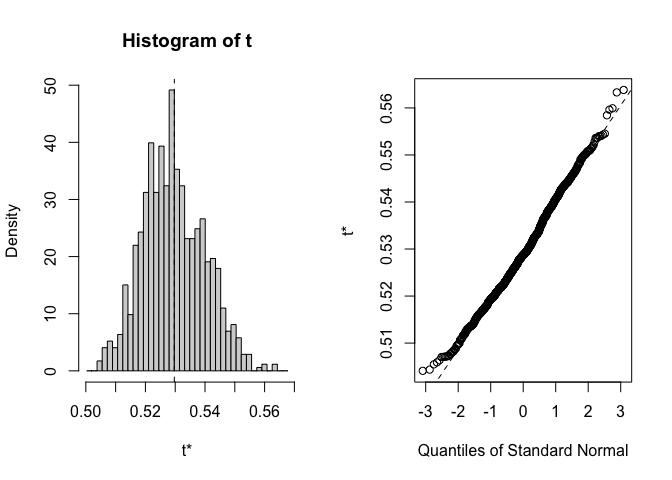 Histogram of t
Density
0 10 20 30 40 50
0.50 0.52 0.54 0.56
t*
t*
0.51 0.52 0.53 0.54 0.55 0.56
-3 -2 -1 0 1 2 3
Quantiles of Standard Normal